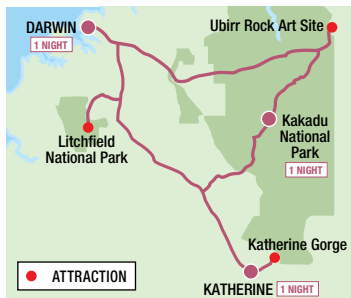 DARWIN
1 NIGHT
Ubirr Rock Art Site
Litchfield
National Park
Kakadu
National
Park
1 NIGHT
Katherine Gorge
ATTRACTION
KATHERINE 1 NIGHT